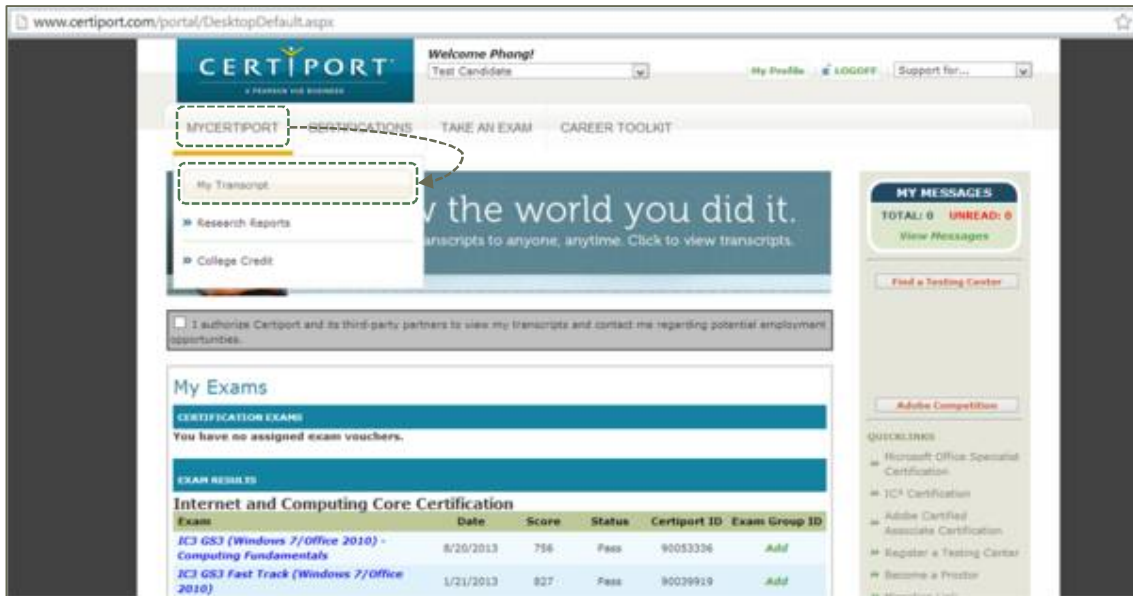 www.certiport.com/portal/DesktopDefault.aspx
CERTIPORT
A PEARSON VUE BUSINESS
Welcome Phong!
Test Candidate
My Profile
LOGOFF
Support for...
MYCERTIPORT CERTIFICATIONS TAKE AN EXAM CAREER TOOLKIT
My Transcript
» Research Reports
» College Credit
the world you did it.
transcripts to anyone, anytime. Click to view transcripts.
I authorize Certiport and its third-party partners to view my transcripts and contact me regarding potential employment
opportunities.
My Exams
CERTIFICATION EXAMS
You have no assigned exam vouchers.
EXAM RESULTS
Internet and Computing Core Certification
Exam Date Score Status Certiport ID Exam Group ID
IC3 GS3 (Windows 7/Office 2010) -
Computing Fundamentals
8/20/2013 756 Pass 90053336 Add
IC3 GS3 Fast Track (Windows 7/Office
2010)
1/21/2013 827 Pass 90039919 Add
MY MESSAGES
TOTAL: 0 UNREAD: 0
View Messages
Find a Testing Center
Adobe Competition
QUICKLINKS
» Microsoft Office Specialist
Certification
» IC³ Certification
» Adobe Certified
Associate Certification
» Register a Testing Center
» Become a Proctor